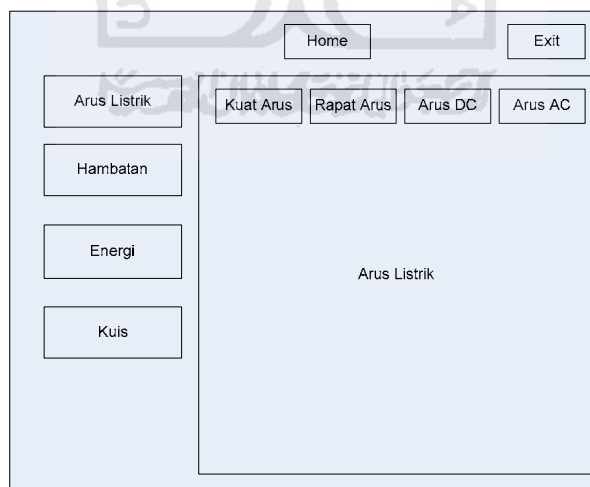 Home
Exit
Arus Listrik
Kuat Arus
Rapat Arus
Arus DC
Arus AC
Hambatan
Energi
Arus Listrik
Kuis